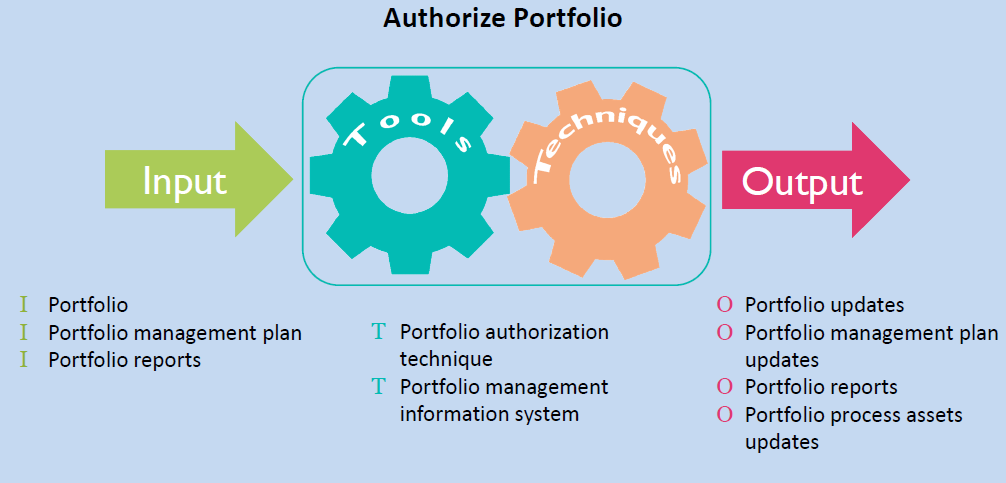 Authorize Portfolio
Input
Tools
Techniques
Output
I Portfolio
I Portfolio management plan
I Portfolio reports
T Portfolio authorization
technique
T Portfolio management
information system
O Portfolio updates
O Portfolio management plan
updates
O Portfolio reports
O Portfolio process assets
updates